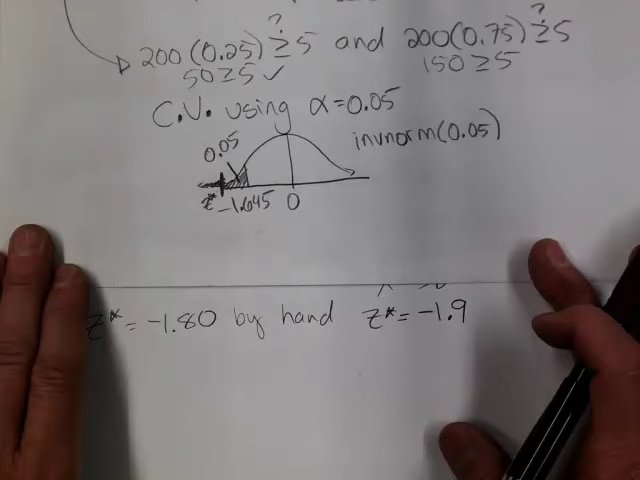 200(0.25) ≥? 5 and 200(0.75) ≥? 5
50≥5 ✓ 150≥5
C.V. using α=0.05
0.05
invnorm(0.05)
z* -1.645 0
z* = -1.80 by hand z* = -1.9